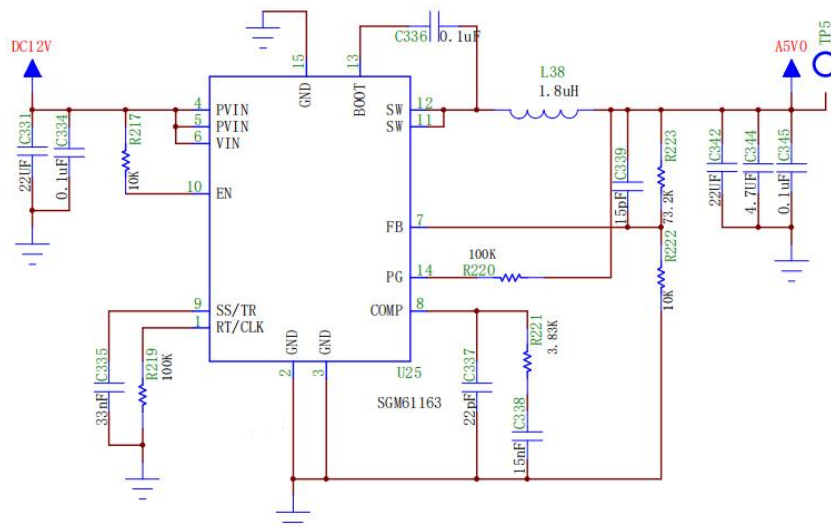 DC12V
C331
22UF
C334
0.1uF
R217
10K
15
GND
BOOT
13
C336
0.1uF
4
PVIN
5
PVIN
6
VIN
10
EN
9
SS/TR
1
RT/CLK
SW
12
SW
11
FB
7
PG
14
COMP
8
GND
2
GND
3
U25
SGM61163
L38
1.8uH
A5V0
TP5
C339
15pF
R223
73.2K
C342
22UF
C344
4.7UF
C345
0.1uF
R222
10K
100K
R220
R221
3.83K
C337
22pF
C338
15nF
C335
33nF
R219
100K